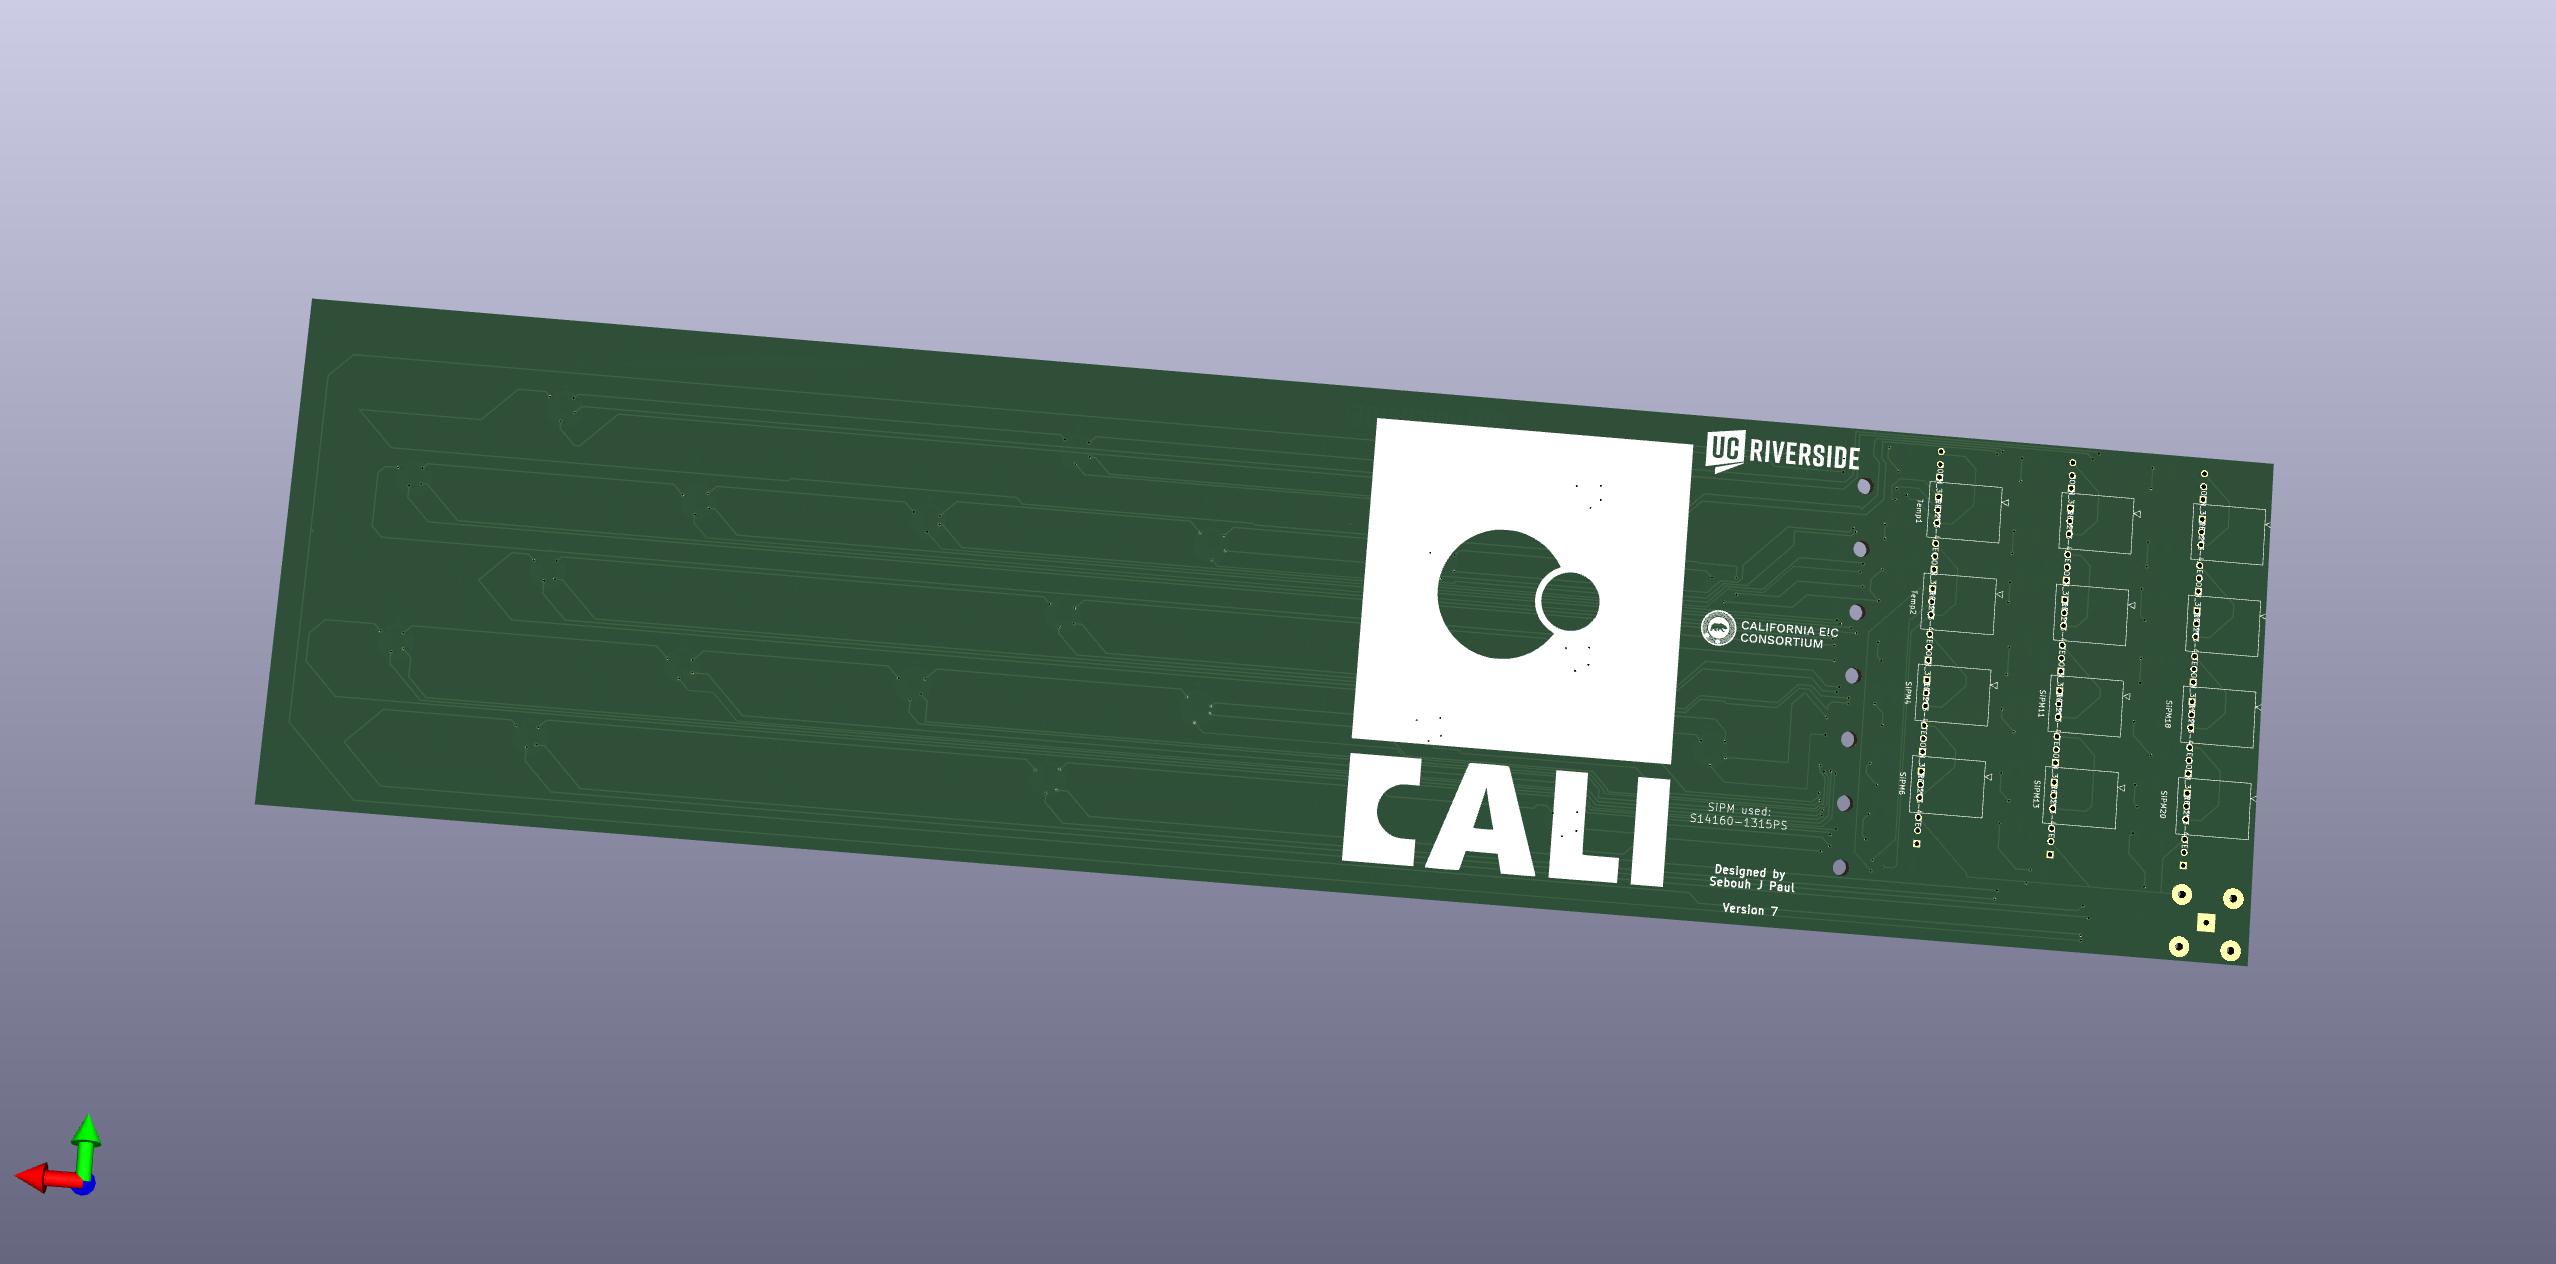 UC RIVERSIDE
CALIFORNIA EIC
CONSORTIUM
CALI
SiPM used:
S14160-1315PS
Designed by
Sebouh J Paul
Version 7
Temp1
Temp2
SiPM4
SiPM6
SiPM11
SiPM13
SiPM18
SiPM20